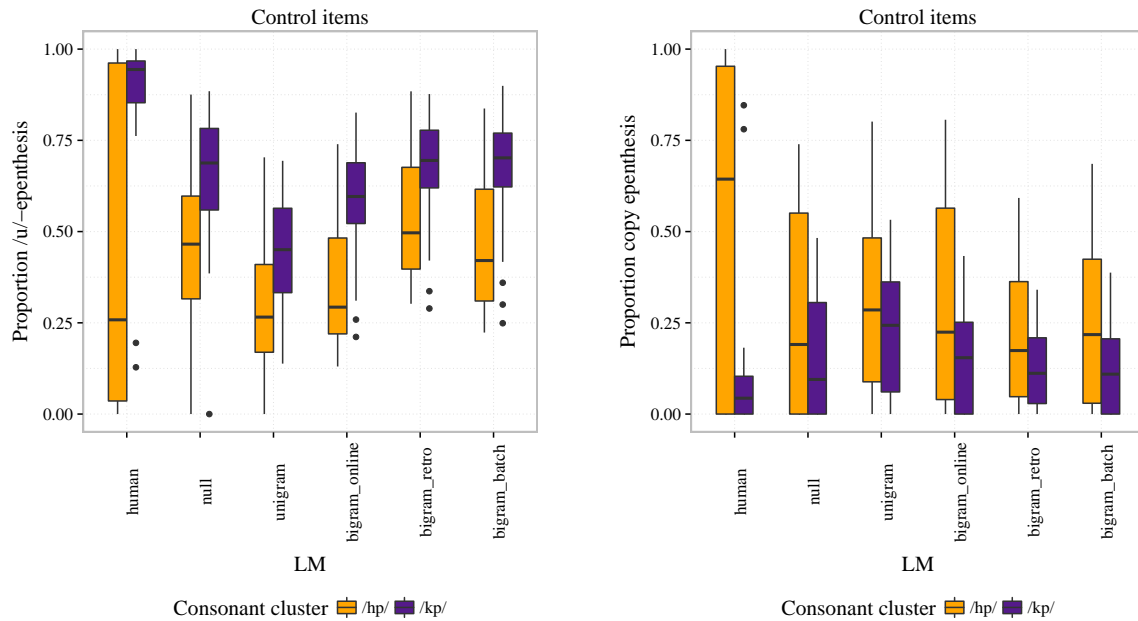 Control items
Proportion /u/-epenthesis
1.00
0.75
0.50
0.25
0.00
human
null
unigram
bigram_online
bigram_retro
bigram_batch
LM
Consonant cluster /hp/ /kp/
Control items
Proportion copy epenthesis
1.00
0.75
0.50
0.25
0.00
human
null
unigram
bigram_online
bigram_retro
bigram_batch
LM
Consonant cluster /hp/ /kp/